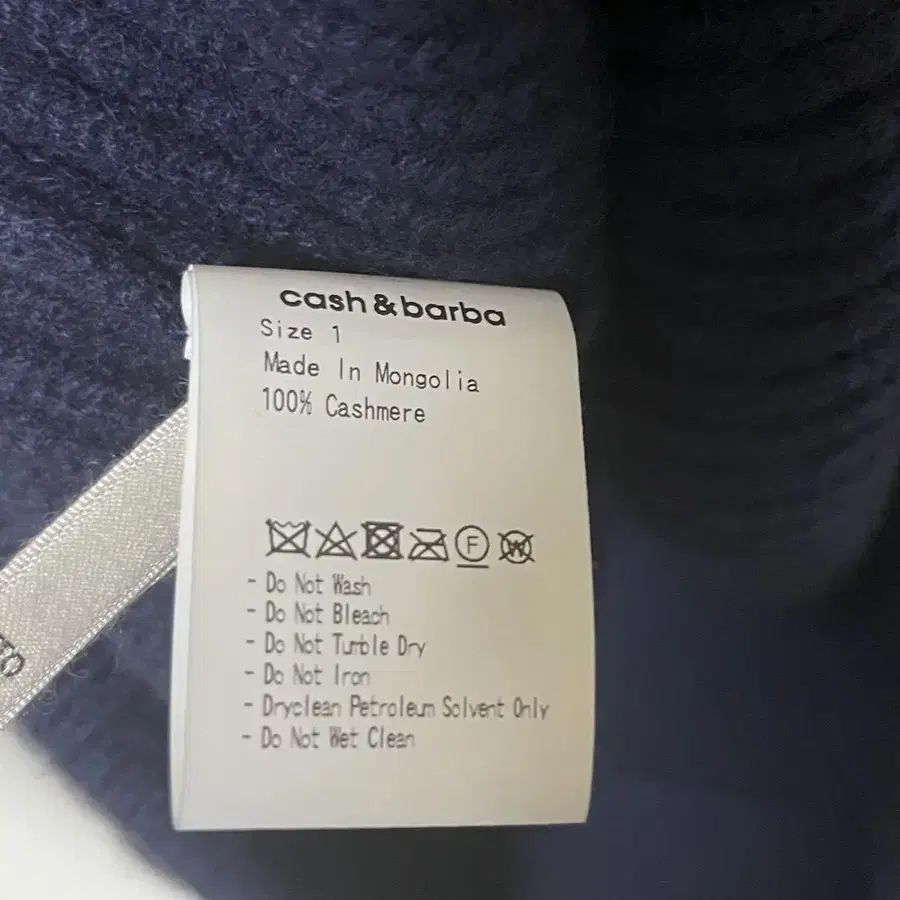 cash&barba
Size 1
Made In Mongolia
100% Cashmere
F W
- Do Not Wash
- Do Not Bleach
- Do Not Tumble Dry
- Do Not Iron
- Dryclean Petroleum Solvent Only
- Do Not Wet Clean
TO